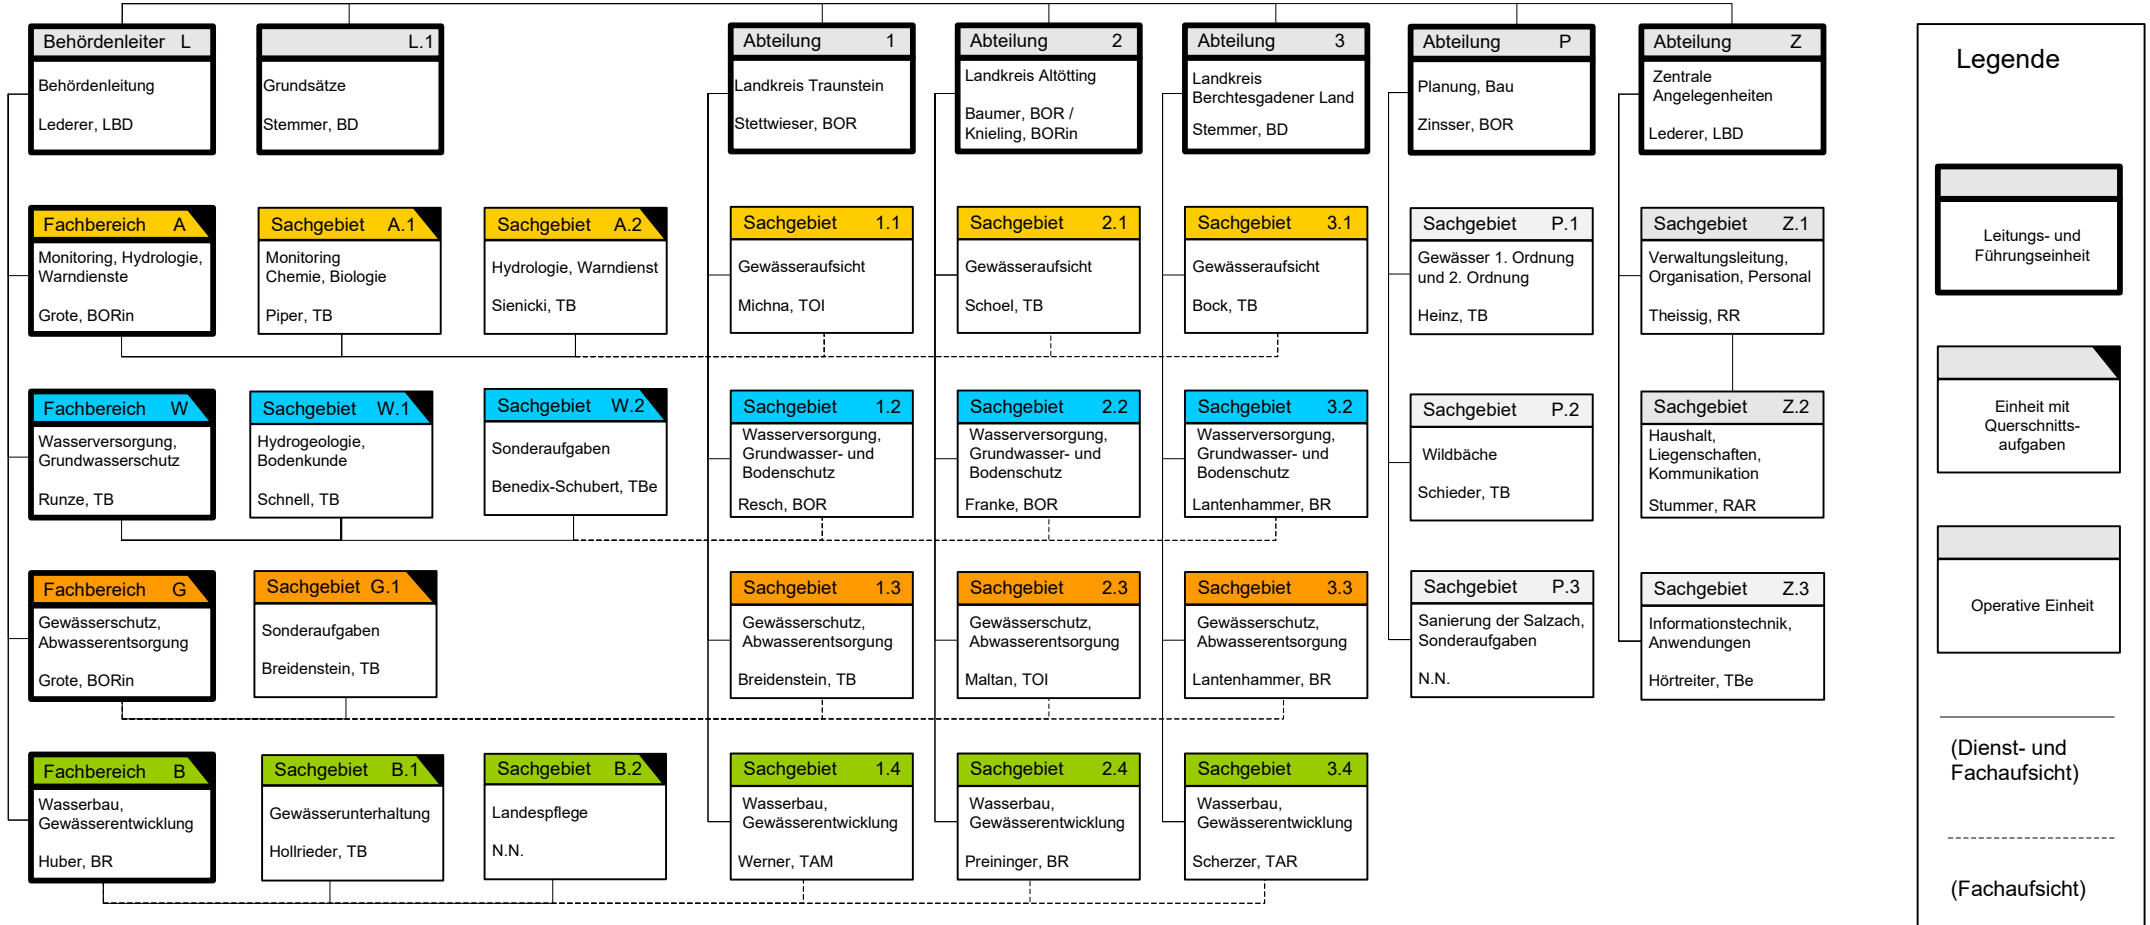 Behördenleiter L
Behördenleitung
Lederer, LBD
L.1
Grundsätze
Stemmer, BD
Abteilung 1
Landkreis Traunstein
Stettwieser, BOR
Abteilung 2
Landkreis Altötting
Baumer, BOR /
Knieling, BORin
Abteilung 3
Landkreis
Berchtesgadener Land
Stemmer, BD
Abteilung P
Planung, Bau
Zinsser, BOR
Abteilung Z
Zentrale
Angelegenheiten
Lederer, LBD
Fachbereich A
Monitoring, Hydrologie,
Warndienste
Grote, BORin
Sachgebiet A.1
Monitoring
Chemie, Biologie
Piper, TB
Sachgebiet A.2
Hydrologie, Warndienst
Sienicki, TB
Sachgebiet 1.1
Gewässeraufsicht
Michna, TOI
Sachgebiet 2.1
Gewässeraufsicht
Schoel, TB
Sachgebiet 3.1
Gewässeraufsicht
Bock, TB
Sachgebiet P.1
Gewässer 1. Ordnung
und 2. Ordnung
Heinz, TB
Sachgebiet Z.1
Verwaltungsleitung,
Organisation, Personal
Theissig, RR
Fachbereich W
Wasserversorgung,
Grundwasserschutz
Runze, TB
Sachgebiet W.1
Hydrogeologie,
Bodenkunde
Schnell, TB
Sachgebiet W.2
Sonderaufgaben
Benedix-Schubert, TBe
Sachgebiet 1.2
Wasserversorgung,
Grundwasser- und
Bodenschutz
Resch, BOR
Sachgebiet 2.2
Wasserversorgung,
Grundwasser- und
Bodenschutz
Franke, BOR
Sachgebiet 3.2
Wasserversorgung,
Grundwasser- und
Bodenschutz
Lantenhammer, BR
Sachgebiet P.2
Wildbäche
Schieder, TB
Sachgebiet Z.2
Haushalt,
Liegenschaften,
Kommunikation
Stummer, RAR
Fachbereich G
Gewässerschutz,
Abwasserentsorgung
Grote, BORin
Sachgebiet G.1
Sonderaufgaben
Breidenstein, TB
Sachgebiet 1.3
Gewässerschutz,
Abwasserentsorgung
Breidenstein, TB
Sachgebiet 2.3
Gewässerschutz,
Abwasserentsorgung
Maltan, TOI
Sachgebiet 3.3
Gewässerschutz,
Abwasserentsorgung
Lantenhammer, BR
Sachgebiet P.3
Sanierung der Salzach,
Sonderaufgaben
N.N.
Sachgebiet Z.3
Informationstechnik,
Anwendungen
Hörtreiter, TBe
Fachbereich B
Wasserbau,
Gewässerentwicklung
Huber, BR
Sachgebiet B.1
Gewässerunterhaltung
Hollrieder, TB
Sachgebiet B.2
Landespflege
N.N.
Sachgebiet 1.4
Wasserbau,
Gewässerentwicklung
Werner, TAM
Sachgebiet 2.4
Wasserbau,
Gewässerentwicklung
Preininger, BR
Sachgebiet 3.4
Wasserbau,
Gewässerentwicklung
Scherzer, TAR
Legende
Leitungs- und
Führungseinheit
Einheit mit
Querschnitts-
aufgaben
Operative Einheit
(Dienst- und
Fachaufsicht)
(Fachaufsicht)